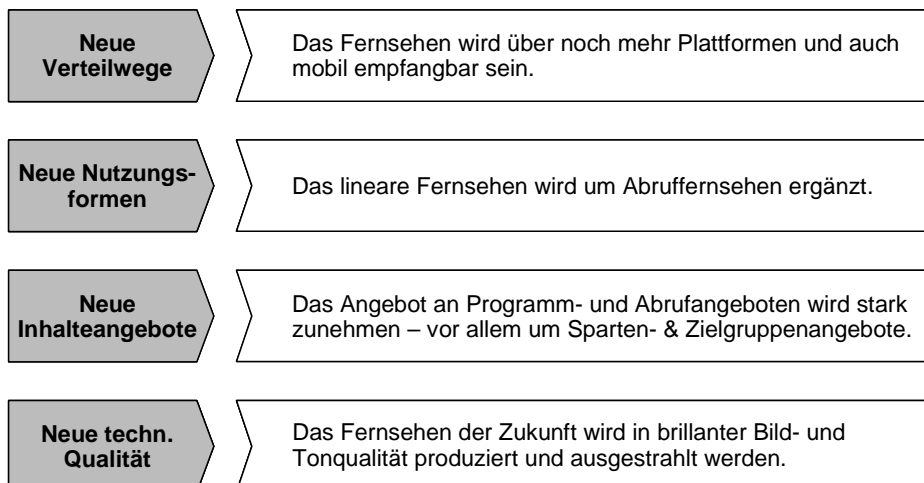 Neue
Verteilwege
Das Fernsehen wird über noch mehr Plattformen und auch
mobil empfangbar sein.
Neue Nutzungs-
formen
Das lineare Fernsehen wird um Abruffernsehen ergänzt.
Neue
Inhalteangebote
Das Angebot an Programm- und Abrufangeboten wird stark
zunehmen – vor allem um Sparten- & Zielgruppenangebote.
Neue techn.
Qualität
Das Fernsehen der Zukunft wird in brillanter Bild- und
Tonqualität produziert und ausgestrahlt werden.